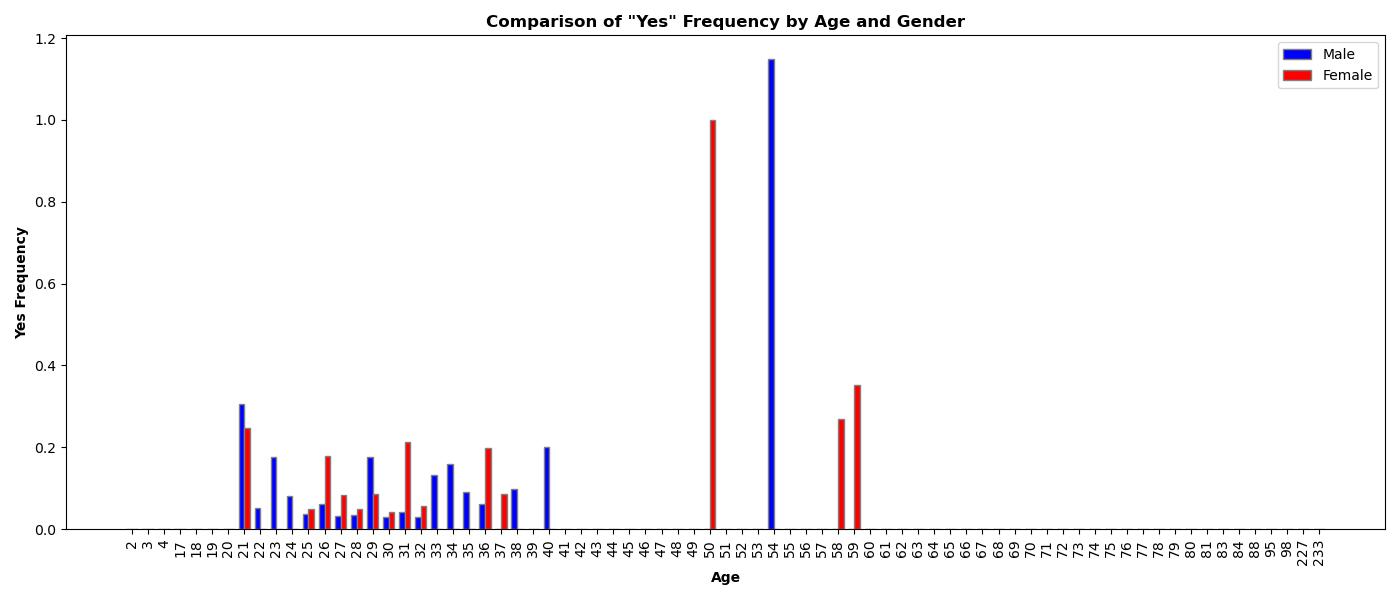 Comparison of "Yes" Frequency by Age and Gender
Male
Female
Yes Frequency
1.2
1.0
0.8
0.6
0.4
0.2
0.0
2 3 4 17 18 19 20 21 22 23 24 25 26 27 28 29 30 31 32 33 34 35 36 37 38 39 40 41 42 43 44 45 46 47 48 49 50 51 52 53 54 55 56 57 58 59 60 61 62 63 64 65 66 67 68 69 70 71 72 73 74 75 76 77 78 79 80 81 83 84 88 95 98 227 233
Age